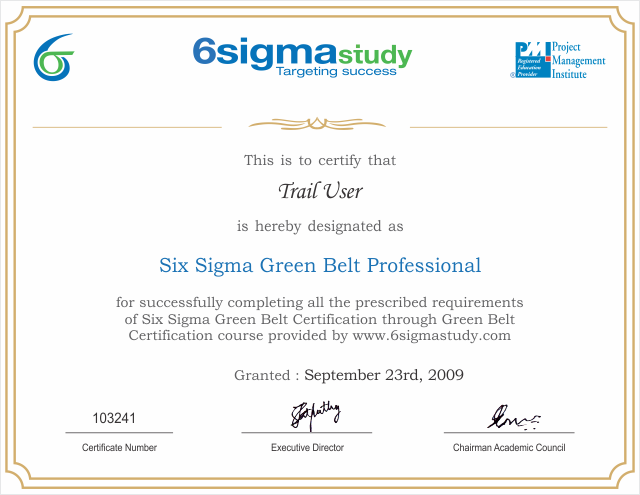 6
6sigmastudy
Targeting success
PMI
Registered
Education
Provider
®
Project
Management
Institute
This is to certify that
Trail User
is hereby designated as
Six Sigma Green Belt Professional
for successfully completing all the prescribed requirements
of Six Sigma Green Belt Certification through Green Belt
Certification course provided by www.6sigmastudy.com
Granted : September 23rd, 2009
103241
Certificate Number
Executive Director
Chairman Academic Council